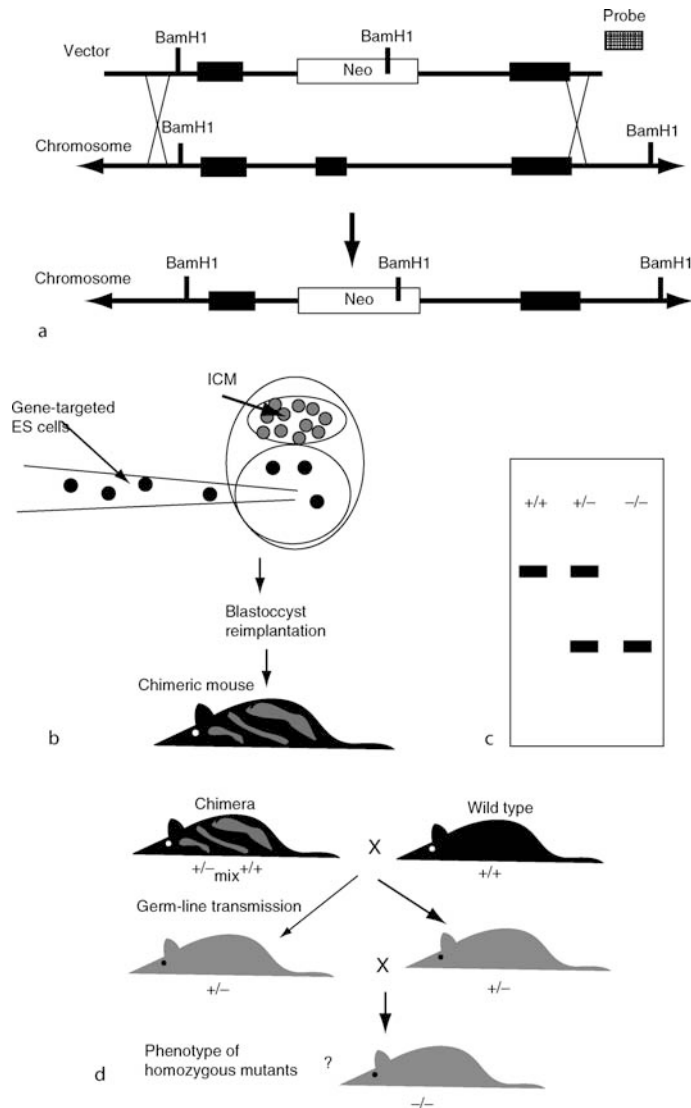 Probe
BamH1 BamH1
Vector
Neo
BamH1 BamH1
Chromosome
BamH1 BamH1 BamH1
Chromosome
Neo
a
ICM
Gene-targeted
ES cells
+/+ +/– –/–
Blastoccyst
reimplantation
Chimeric mouse
b
c
Chimera
Wild type
X
+/– mix +/+
+/+
Germ-line transmission
X
+/–
+/–
Phenotype of
homozygous mutants
?
d
–/–